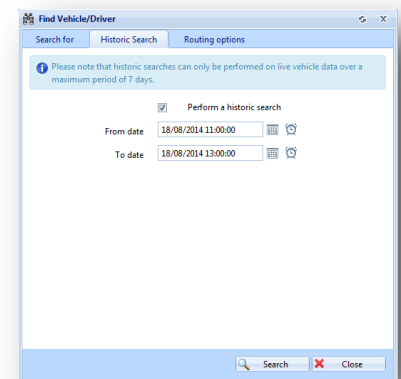 Find Vehicle/Driver
Search for Historic Search Routing options
Please note that historic searches can only be performed on live vehicle data over a
maximum period of 7 days.
Perform a historic search
From date 18/08/2014 11:00:00
To date 18/08/2014 13:00:00
Search Close